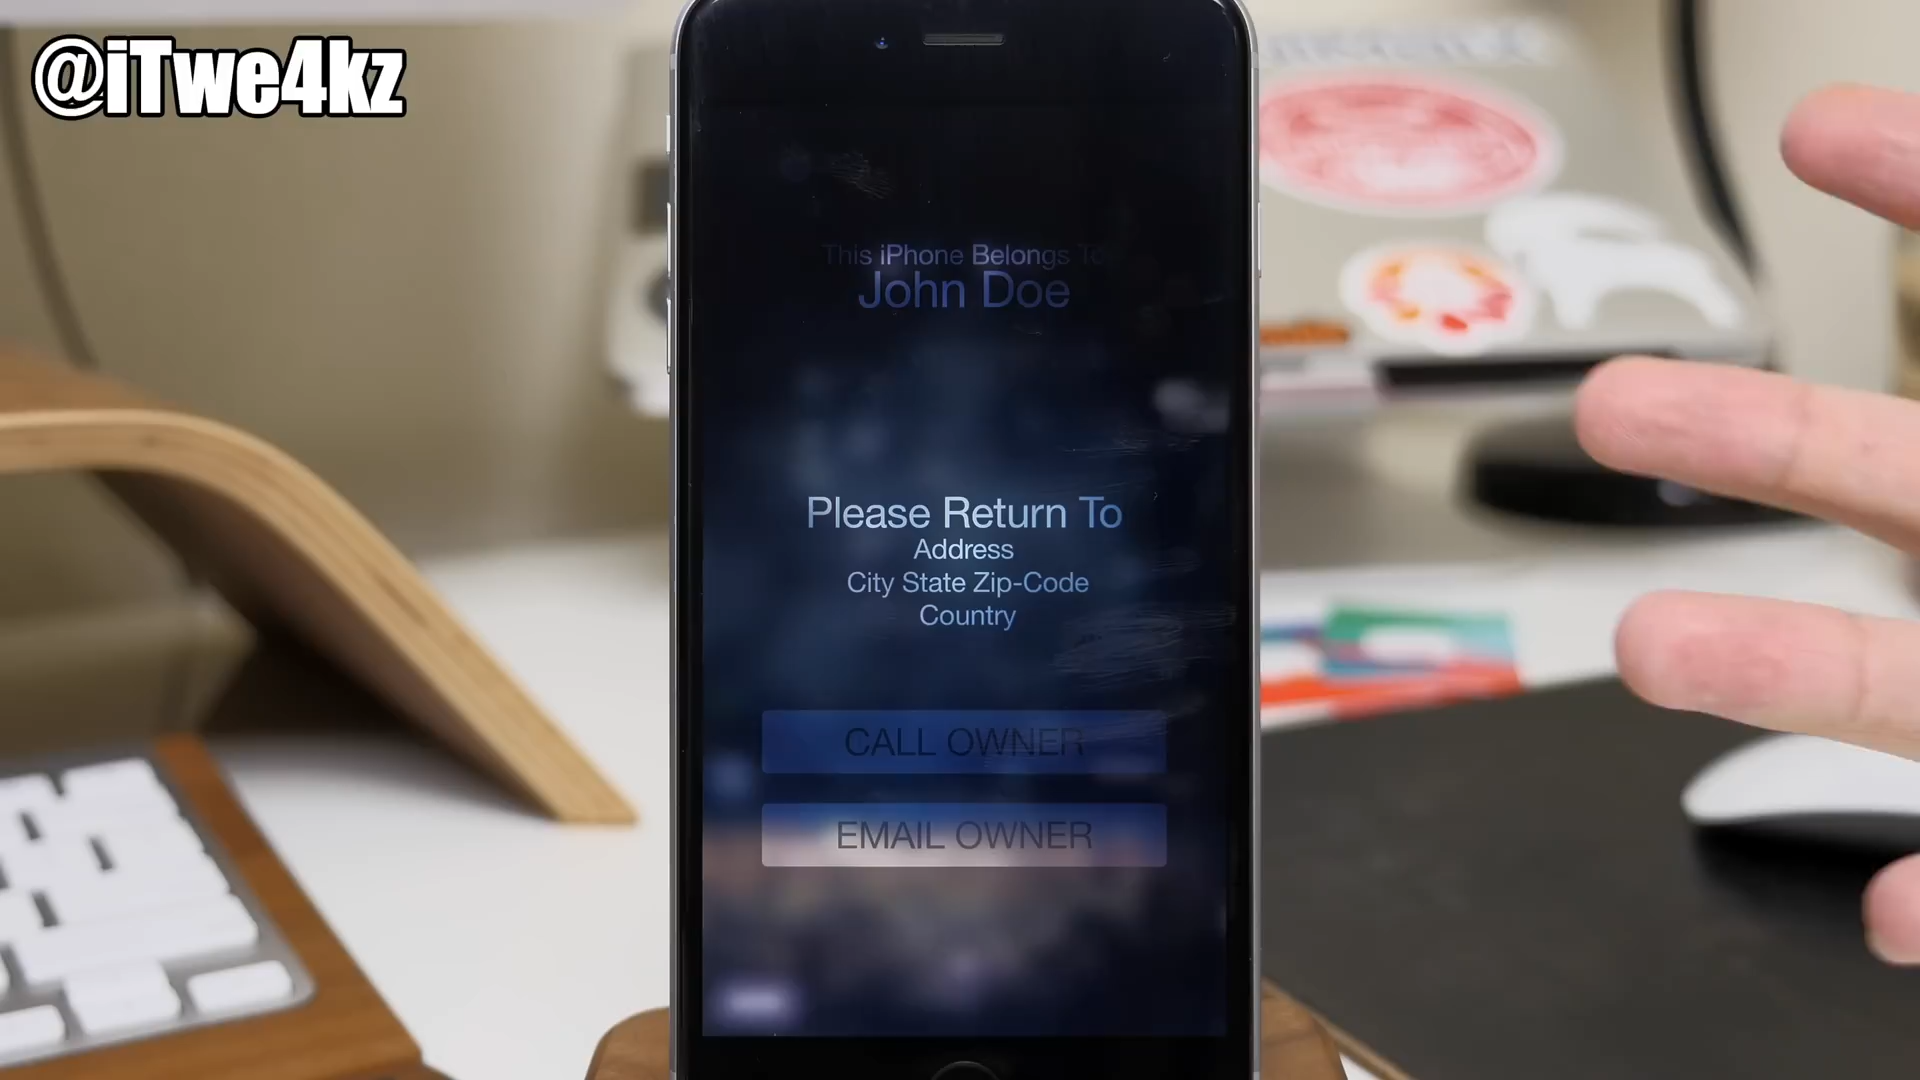 @iTwe4kz
This iPhone Belongs To
John Doe
Please Return To
Address
City State Zip-Code
Country
CALL OWNER
EMAIL OWNER